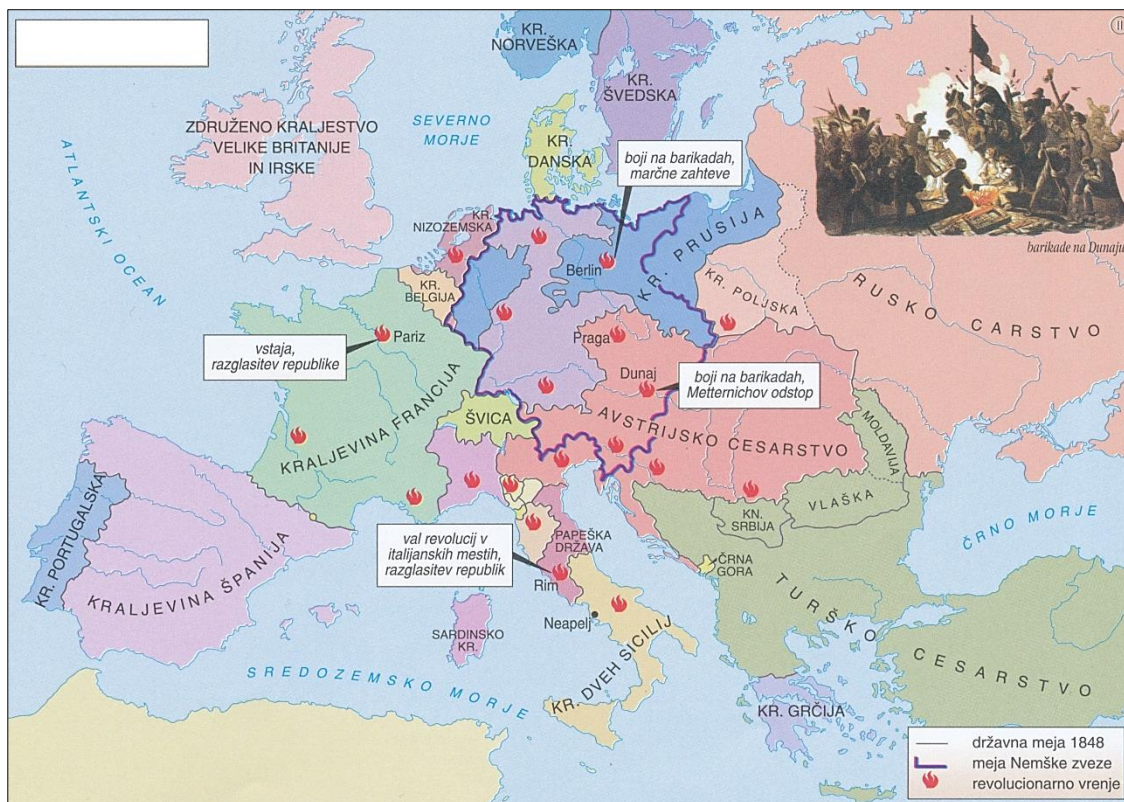 KR.
NORVEŠKA
KR.
ŠVEDSKA
II
ZDRUŽENO KRALJESTVO
VELIKE BRITANIJE
IN IRSKE
SEVERNO
MORJE
KR.
DANSKA
boji na barikadah,
marčne zahteve
ATLANTSKI OCEAN
KR.
NIZOZEMSKA
Berlin
KR. PRUSIJA
barikade na Dunaju
KR.
BELGIJA
KR. POLJSKA
RUSKO CARSTVO
vstaja,
razglasitev republike
Pariz
Praga
Dunaj
boji na barikadah,
Metternichov odstop
KRALJEVINA FRANCIJA
ŠVICA
AVSTRIJSKO CESARSTVO
MOLDAVIJA
VLAŠKA
KN.
SRBIJA
ČRNO MORJE
KR. PORTUGALSKA
KRALJEVINA ŠPANIJA
val revolucij v
italijanskih mestih,
razglasitev republik
PAPEŠKA
DRŽAVA
Rim
ČRNA
GORA
TURŠKO
CESARSTVO
Neapelj
SARDINSKO
KR.
SREDOZEMSKO MORJE
KR. DVEH SICILIJ
KR. GRČIJA
državna meja 1848
meja Nemške zveze
revolucionarno vrenje